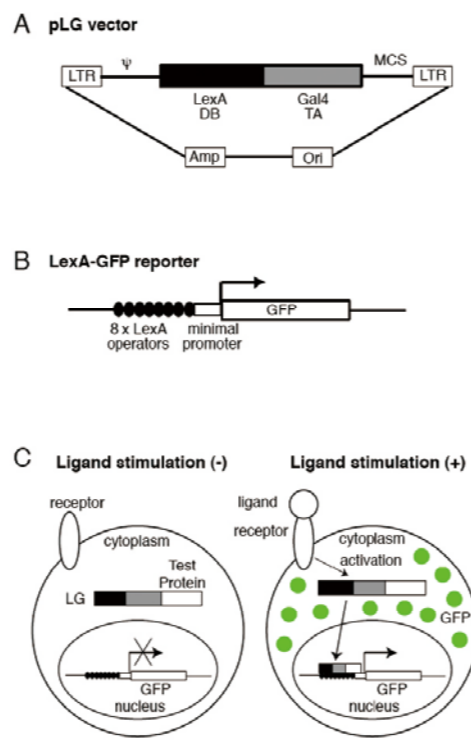 A pLG vector
LTR ψ MCS LTR
LexA Gal4
DB TA
Amp Ori
B LexA-GFP reporter
GFP
8 x LexA minimal
operators promoter
C Ligand stimulation (-) Ligand stimulation (+)
receptor
cytoplasm
Test
Protein
LG
GFP
nucleus
ligand
receptor
cytoplasm
activation
GFP
GFP
nucleus